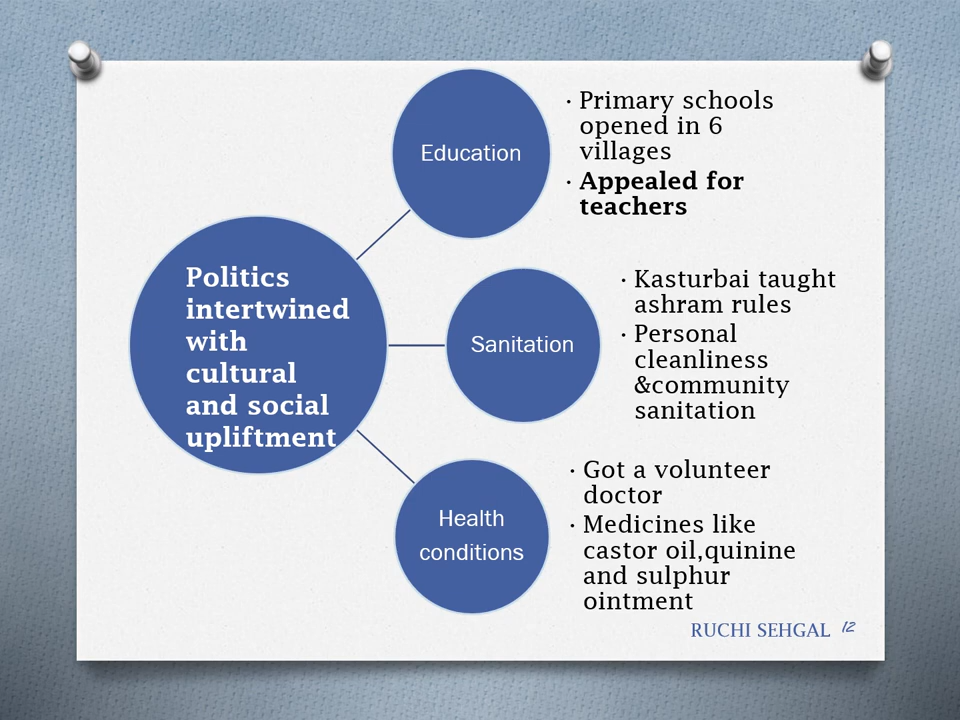 Politics
intertwined
with
cultural
and social
upliftment
Education
· Primary schools
opened in 6
villages
· Appealed for
teachers
Sanitation
· Kasturbai taught
ashram rules
· Personal
cleanliness
&community
sanitation
Health
conditions
· Got a volunteer
doctor
· Medicines like
castor oil,quinine
and sulphur
ointment
RUCHI SEHGAL 12